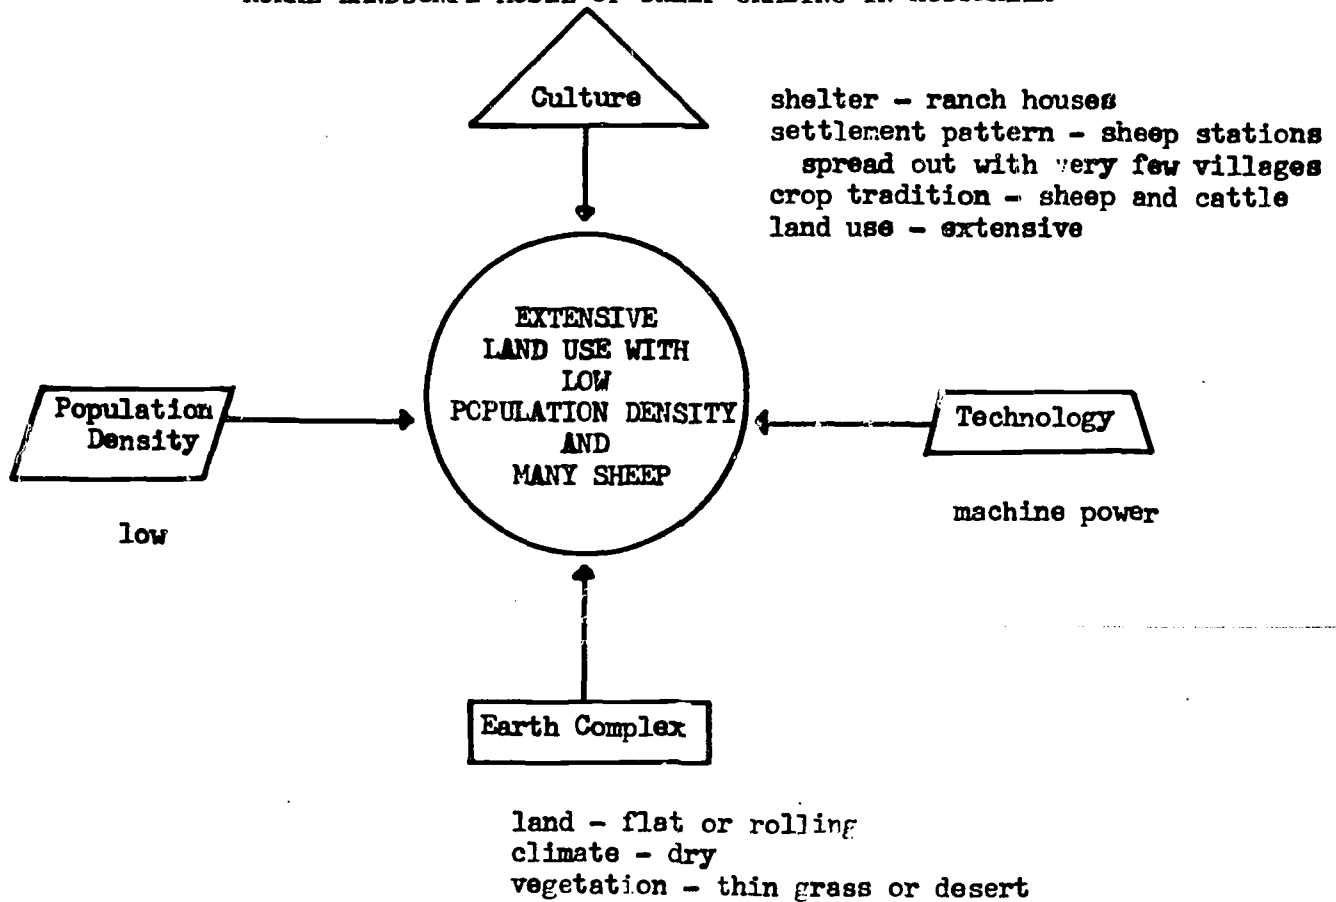 Culture
shelter - ranch houses
settlement pattern - sheep stations
spread out with very few villages
crop tradition - sheep and cattle
land use - extensive
EXTENSIVE
LAND USE WITH
LOW
POPULATION DENSITY
AND
MANY SHEEP
Population
Density
low
Technology
machine power
Earth Complex
land - flat or rolling
climate - dry
vegetation - thin grass or desert